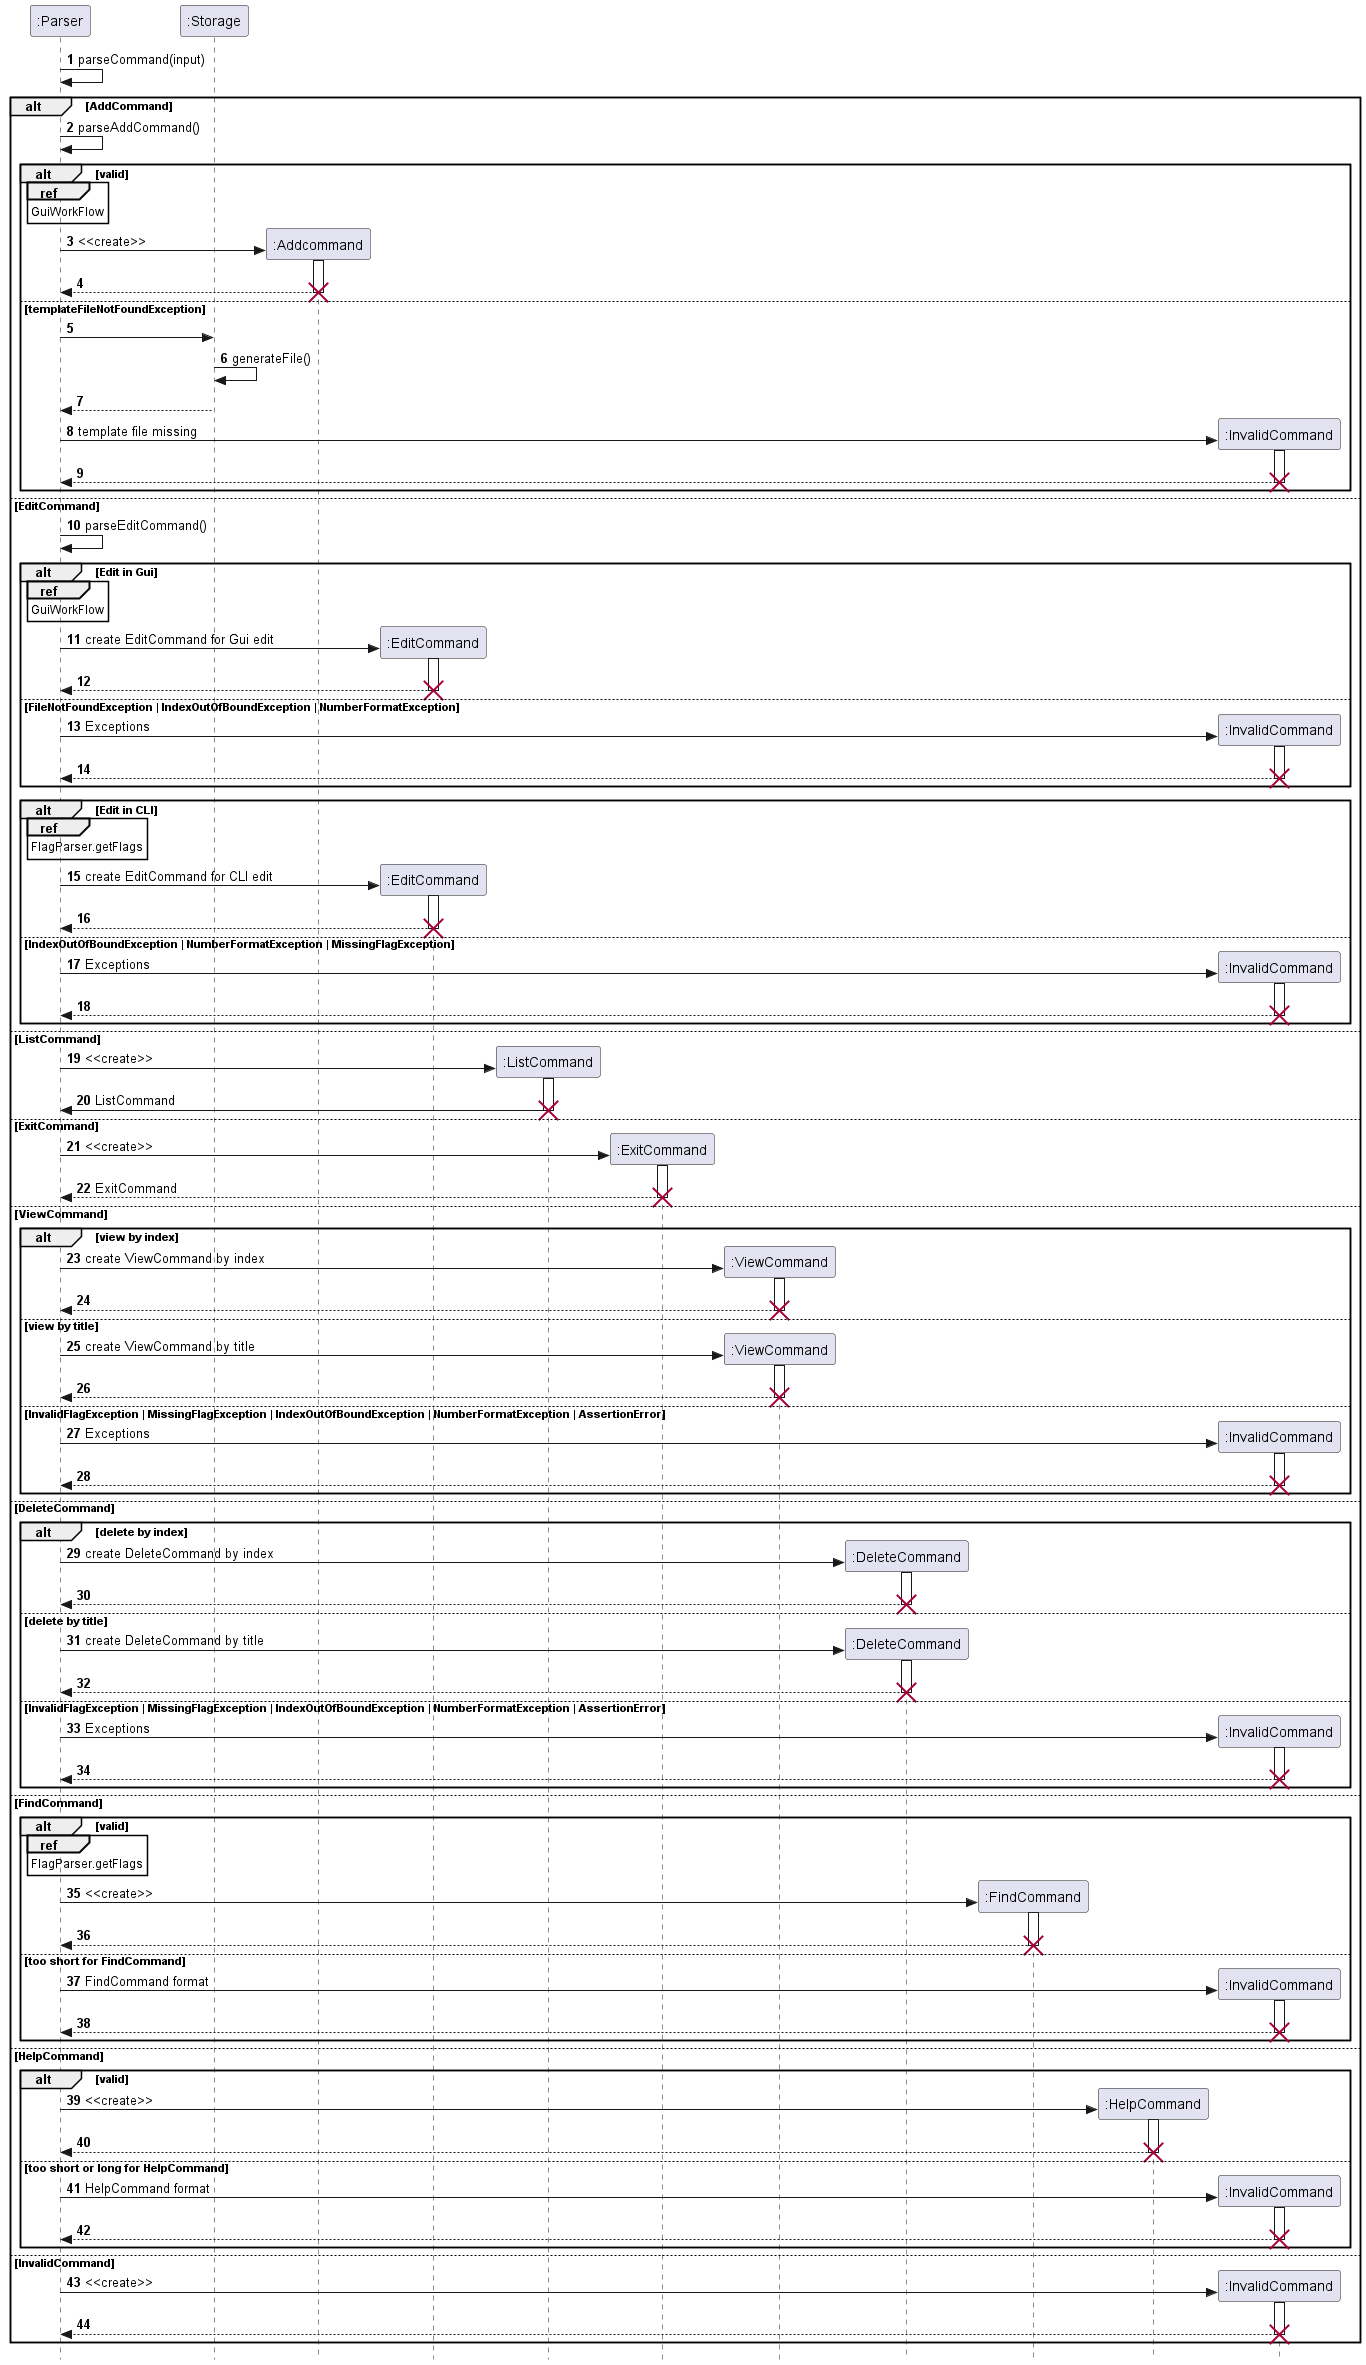 :Parser :Storage
1 parseCommand(input)
alt [AddCommand]
2 parseAddCommand()
alt [valid]
ref
GuiWorkFlow
3 <<create>> :Addcommand
4
[templateFileNotFoundException]
5
6 generateFile()
7
8 template file missing :InvalidCommand
9
[EditCommand]
10 parseEditCommand()
alt [Edit in Gui]
ref
GuiWorkFlow
11 create EditCommand for Gui edit :EditCommand
12
[FileNotFoundException | IndexOutOfBoundException | NumberFormatException]
13 Exceptions :InvalidCommand
14
alt [Edit in CLI]
ref
FlagParser.getFlags
15 create EditCommand for CLI edit :EditCommand
16
[IndexOutOfBoundException | NumberFormatException | MissingFlagException]
17 Exceptions :InvalidCommand
18
[ListCommand]
19 <<create>> :ListCommand
20 ListCommand
[ExitCommand]
21 <<create>> :ExitCommand
22 ExitCommand
[ViewCommand]
alt [view by index]
23 create ViewCommand by index :ViewCommand
24
[view by title]
25 create ViewCommand by title :ViewCommand
26
[InvalidFlagException | MissingFlagException | IndexOutOfBoundException | NumberFormatException | AssertionError]
27 Exceptions :InvalidCommand
28
[DeleteCommand]
alt [delete by index]
29 create DeleteCommand by index :DeleteCommand
30
[delete by title]
31 create DeleteCommand by title :DeleteCommand
32
[InvalidFlagException | MissingFlagException | IndexOutOfBoundException | NumberFormatException | AssertionError]
33 Exceptions :InvalidCommand
34
[FindCommand]
alt [valid]
ref
FlagParser.getFlags
35 <<create>> :FindCommand
36
[too short for FindCommand]
37 FindCommand format :InvalidCommand
38
[HelpCommand]
alt [valid]
39 <<create>> :HelpCommand
40
[too short or long for HelpCommand]
41 HelpCommand format :InvalidCommand
42
[InvalidCommand]
43 <<create>> :InvalidCommand
44